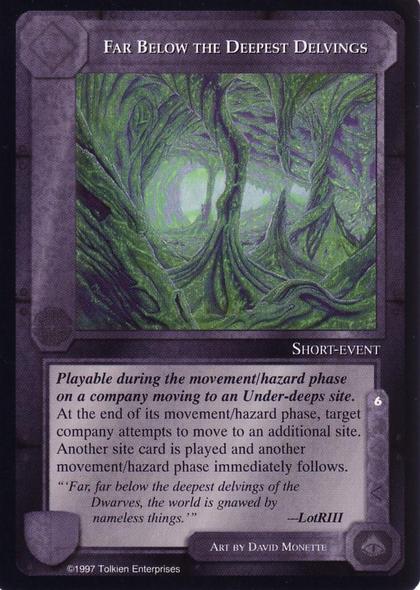 FAR BELOW THE DEEPEST DELVINGS
SHORT-EVENT
Playable during the movement/hazard phase
on a company moving to an Under-deeps site.
At the end of its movement/hazard phase, target
company attempts to move to an additional site.
Another site card is played and another
movement/hazard phase immediately follows.
“‘Far, far below the deepest delvings of the
Dwarves, the world is gnawed by
nameless things.’”
—LotRIII
6
ART BY DAVID MONETTE
©1997 Tolkien Enterprises